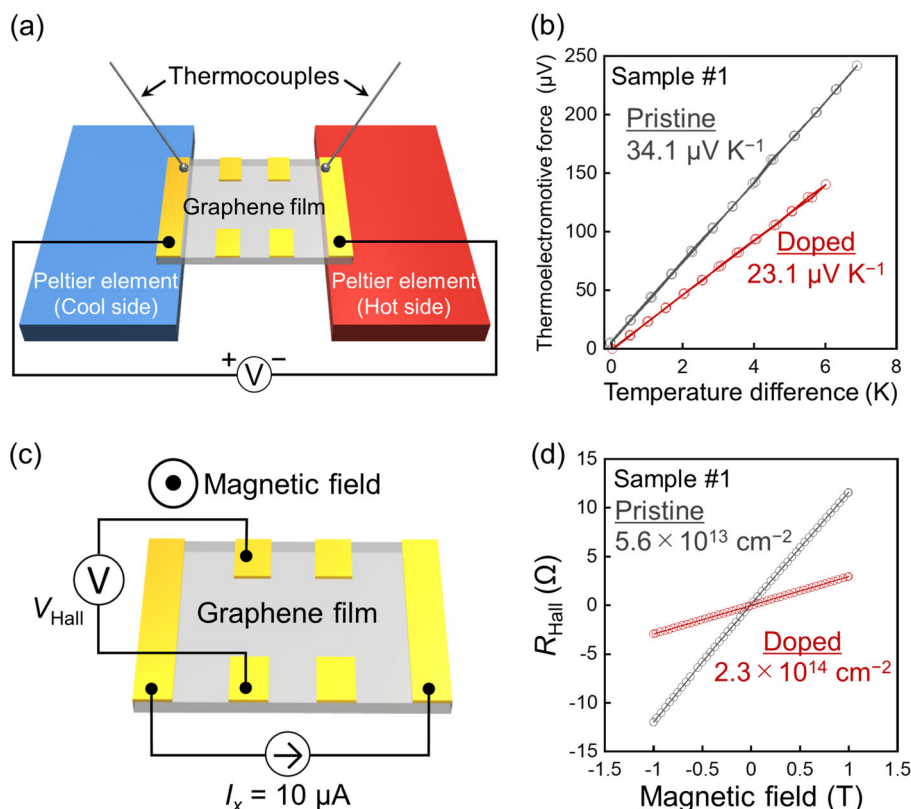 (a)
Thermocouples
Graphene film
Peltier element
(Cool side)
Peltier element
(Hot side)
+ V −
(b)
Sample #1
Pristine
34.1 μV K⁻¹
Doped
23.1 μV K⁻¹
Thermoelectromotive force (μV)
250
200
150
100
50
0
0 2 4 6 8
Temperature difference (K)
(c)
Magnetic field
V
V_Hall
Graphene film
I_x = 10 μA
(d)
Sample #1
Pristine
5.6 × 10¹³ cm⁻²
Doped
2.3 × 10¹⁴ cm⁻²
R_Hall (Ω)
15
10
5
0
-5
-10
-15
-1.5 -1 -0.5 0 0.5 1 1.5
Magnetic field (T)